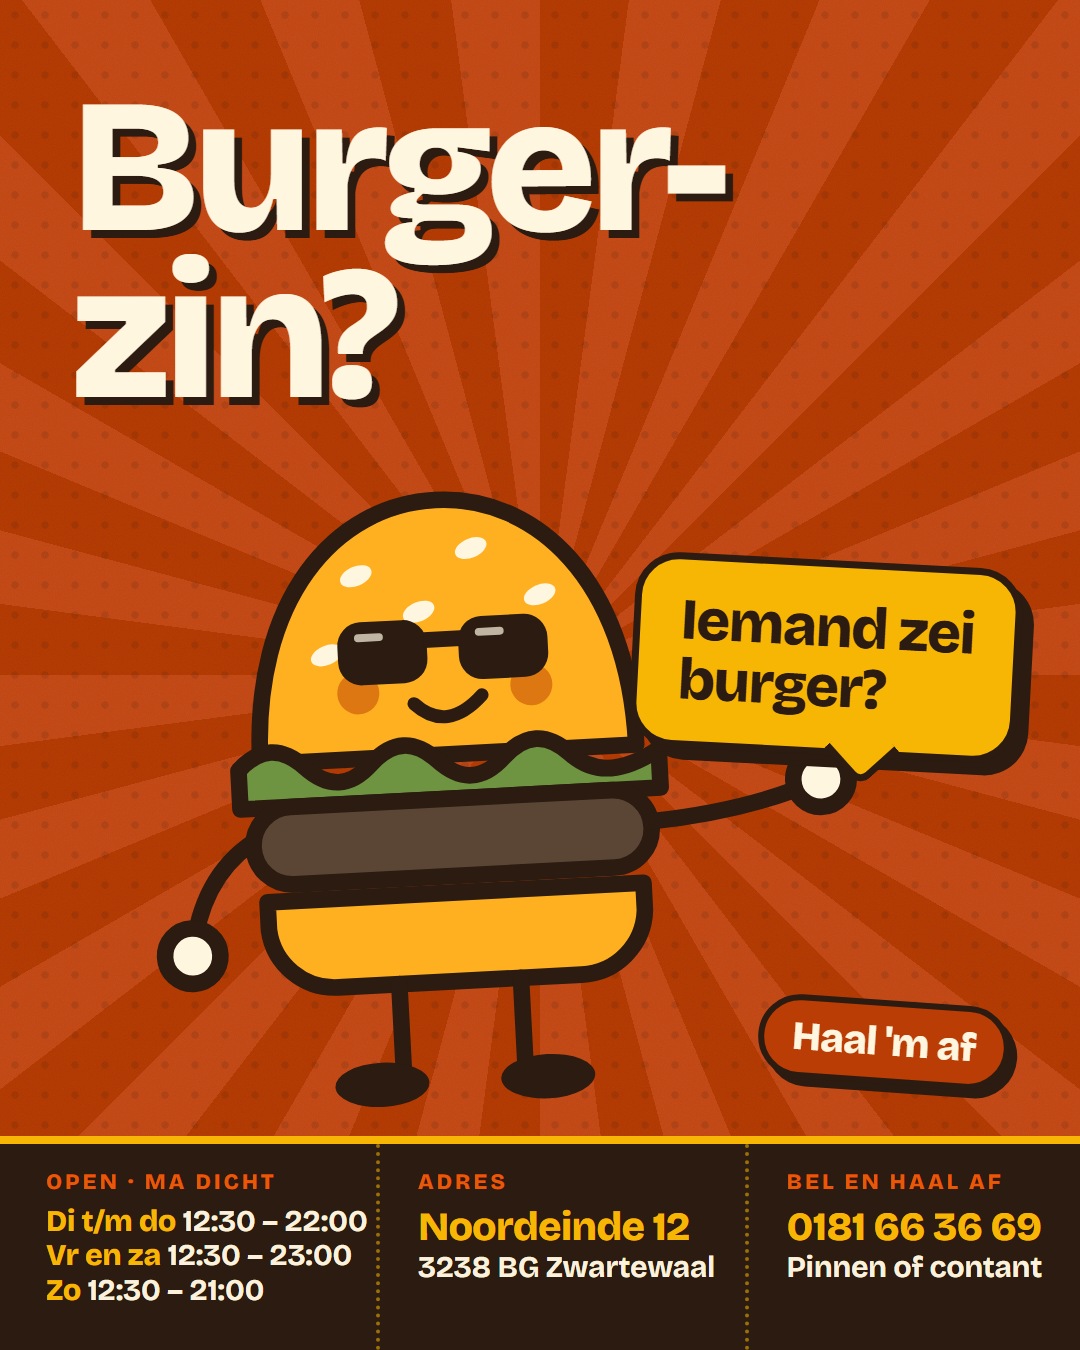 Burger-
zin?
Iemand zei
burger?
Haal 'm af
OPEN · MA DICHT
Di t/m do 12:30 – 22:00
Vr en za 12:30 – 23:00
Zo 12:30 – 21:00
ADRES
Noordeinde 12
3238 BG Zwartewaal
BEL EN HAAL AF
0181 66 36 69
Pinnen of contant